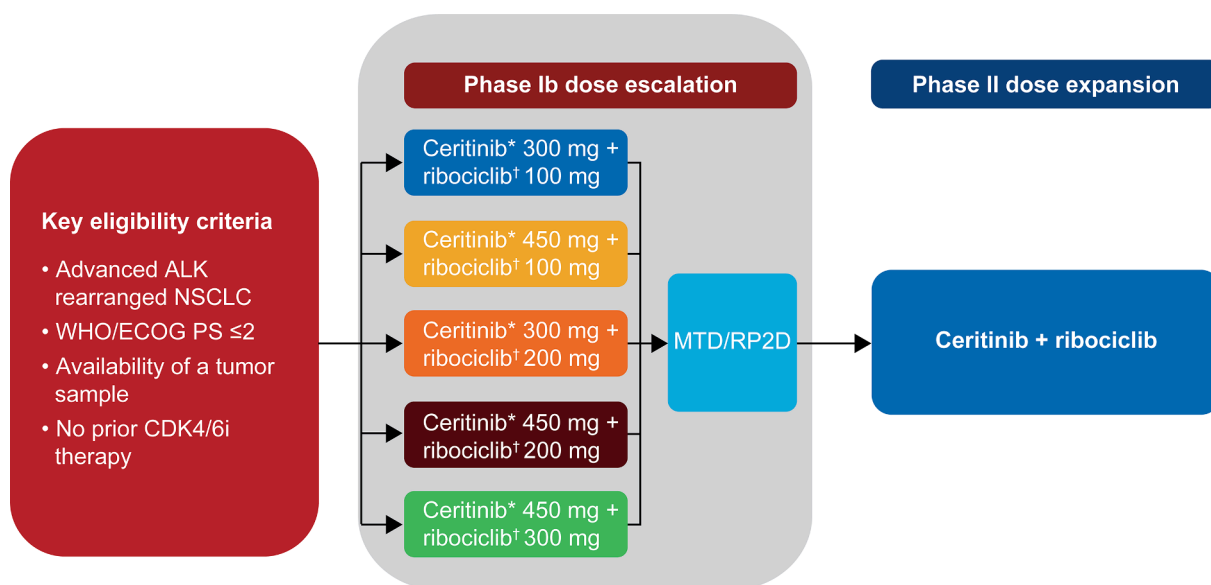 Phase Ib dose escalation
Phase II dose expansion
Key eligibility criteria
• Advanced ALK
rearranged NSCLC
• WHO/ECOG PS ≤2
• Availability of a tumor
sample
• No prior CDK4/6i
therapy
Ceritinib* 300 mg +
ribociclib† 100 mg
Ceritinib* 450 mg +
ribociclib† 100 mg
Ceritinib* 300 mg +
ribociclib† 200 mg
Ceritinib* 450 mg +
ribociclib† 200 mg
Ceritinib* 450 mg +
ribociclib† 300 mg
MTD/RP2D
Ceritinib + ribociclib